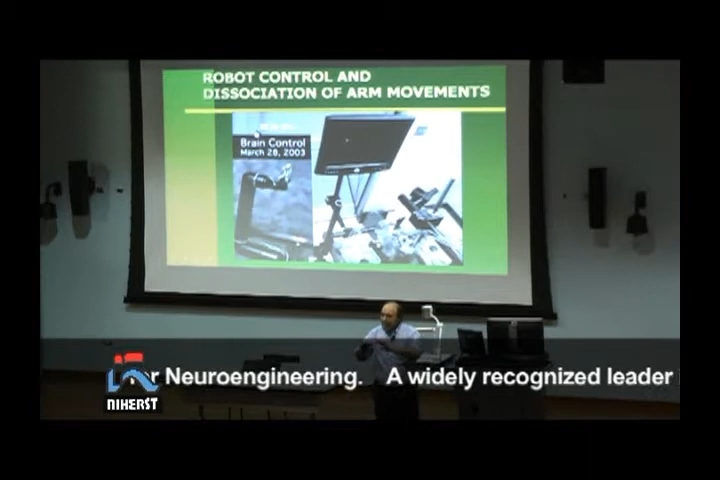 ROBOT CONTROL AND
DISSOCIATION OF ARM MOVEMENTS
Brain Control
March 28, 2003
Neuroengineering. A widely recognized leader
NIHERST